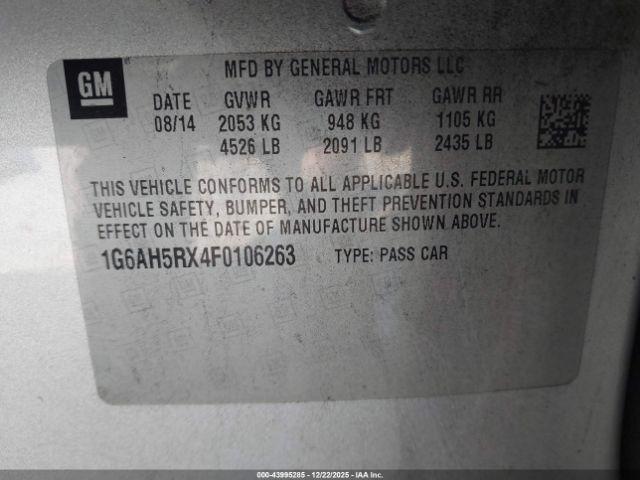 GM
MFD BY GENERAL MOTORS LLC
DATE GVWR GAWR FRT GAWR RR
08/14 2053 KG 948 KG 1105 KG
4526 LB 2091 LB 2435 LB
THIS VEHICLE CONFORMS TO ALL APPLICABLE U.S. FEDERAL MOTOR
VEHICLE SAFETY, BUMPER, AND THEFT PREVENTION STANDARDS IN
EFFECT ON THE DATE OF MANUFACTURE SHOWN ABOVE.
1G6AH5RX4F0106263 TYPE: PASS CAR
© 00-43995285 - 12/22/2025 - IAAI.COM Inc.